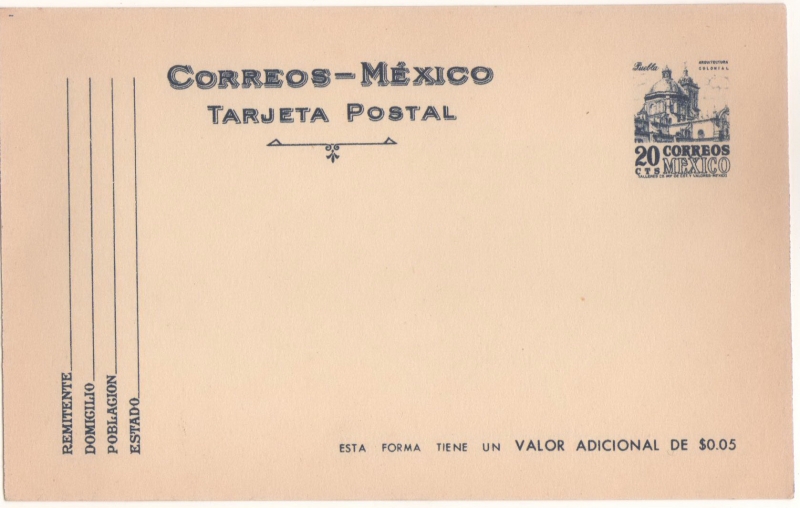 CORREOS-MÉXICO
TARJETA POSTAL
Puebla
ARQUITECTURA
COLONIAL
20 CORREOS
CTS MEXICO
REMITENTE
DOMICILIO
POBLACION
ESTADO
ESTA FORMA TIENE UN VALOR ADICIONAL DE $0.05